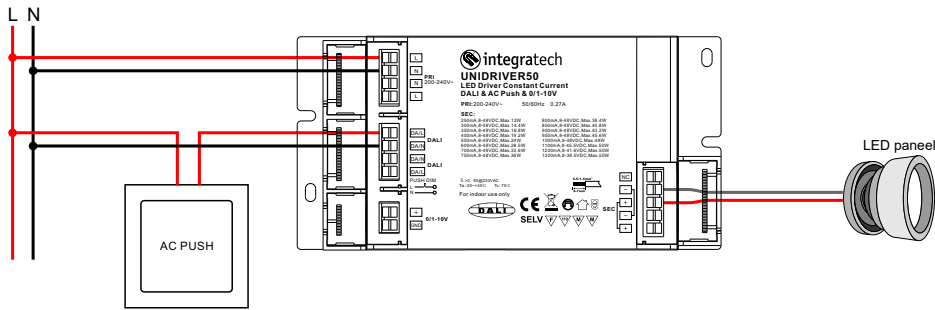 L N
integratech
UNIDRIVER50
LED Driver Constant Current
DALI & AC Push & 0/1-10V
PRI:200-240V~ 50/60Hz 0.27A
SEC:
250mA,8-48VDC,Max.12W 800mA,8-48VDC,Max.38.4W
300mA,8-48VDC,Max.14.4W 850mA,8-48VDC,Max.40.8W
350mA,8-48VDC,Max.16.8W 900mA,8-48VDC,Max.43.2W
400mA,8-48VDC,Max.19.2W 950mA,8-48VDC,Max.45.6W
500mA,8-48VDC,Max.24W 1000mA,8-48VDC,Max.48W
600mA,8-48VDC,Max.28.8W 1100mA,8-45.5VDC,Max.50W
700mA,8-48VDC,Max.33.6W 1200mA,8-41.6VDC,Max.50W
750mA,8-48VDC,Max.36W 1300mA,8-38.5VDC,Max.50W
L
N
PRI
200-240V~
N
L
DA/L
DALI
DA/N
DA/N
DALI
DA/L
PUSH DIM
L
N
+
0/1-10V
GND
For indoor use only
DALI
CE
SELV
NC
−
+
SEC
−
+
LED paneel
AC PUSH